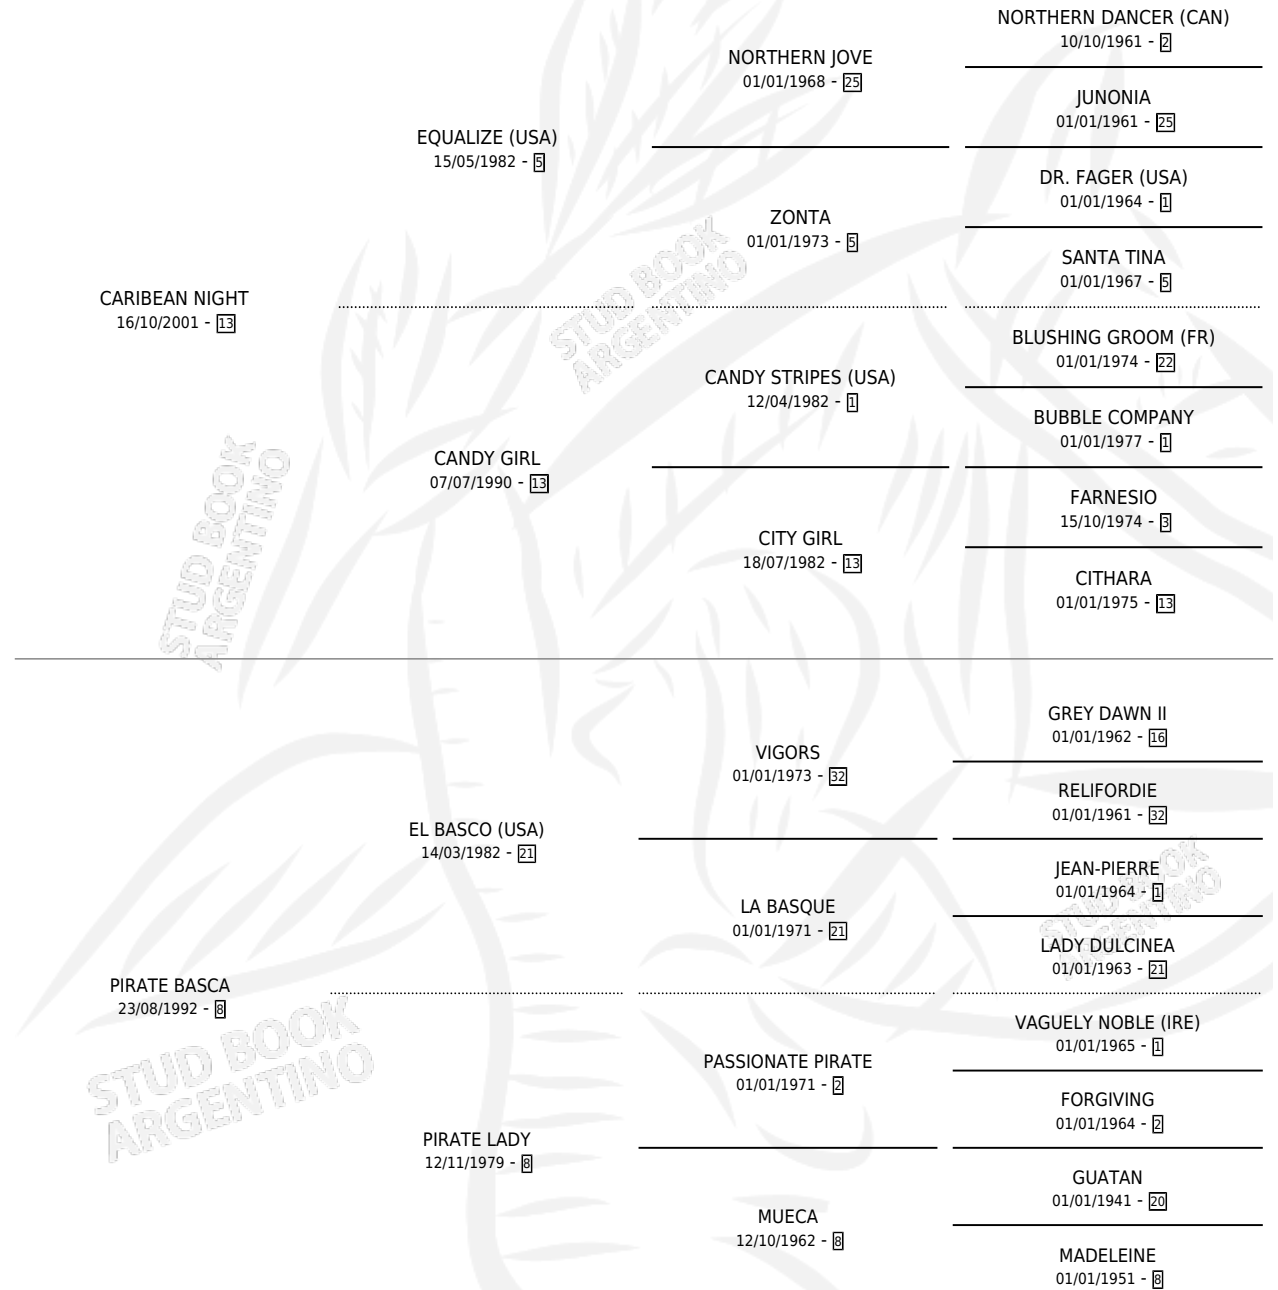 NORTHERN DANCER (CAN)
10/10/1961 - 2
NORTHERN JOVE
01/01/1968 - 25
JUNONIA
01/01/1961 - 25
EQUALIZE (USA)
15/05/1982 - 5
DR. FAGER (USA)
01/01/1964 - 1
ZONTA
01/01/1973 - 5
SANTA TINA
01/01/1967 - 5
CARIBEAN NIGHT
16/10/2001 - 13
STUD BOOK
ARGENTINO
BLUSHING GROOM (FR)
01/01/1974 - 22
CANDY STRIPES (USA)
12/04/1982 - 1
BUBBLE COMPANY
01/01/1977 - 1
CANDY GIRL
07/07/1990 - 13
FARNESIO
15/10/1974 - 3
CITY GIRL
18/07/1982 - 13
CITHARA
01/01/1975 - 13
STUD BOOK
ARGENTINO
GREY DAWN II
01/01/1962 - 16
VIGORS
01/01/1973 - 32
RELIFORDIE
01/01/1961 - 32
EL BASCO (USA)
14/03/1982 - 21
JEAN-PIERRE
01/01/1964 - 1
LA BASQUE
01/01/1971 - 21
STUD BOOK
ARGENTINO
LADY DULCINEA
01/01/1963 - 21
PIRATE BASCA
23/08/1992 - 8
VAGUELY NOBLE (IRE)
01/01/1965 - 1
STUD BOOK
ARGENTINO
PASSIONATE PIRATE
01/01/1971 - 2
FORGIVING
01/01/1964 - 2
PIRATE LADY
12/11/1979 - 8
GUATAN
01/01/1941 - 20
MUECA
12/10/1962 - 8
MADELEINE
01/01/1951 - 8